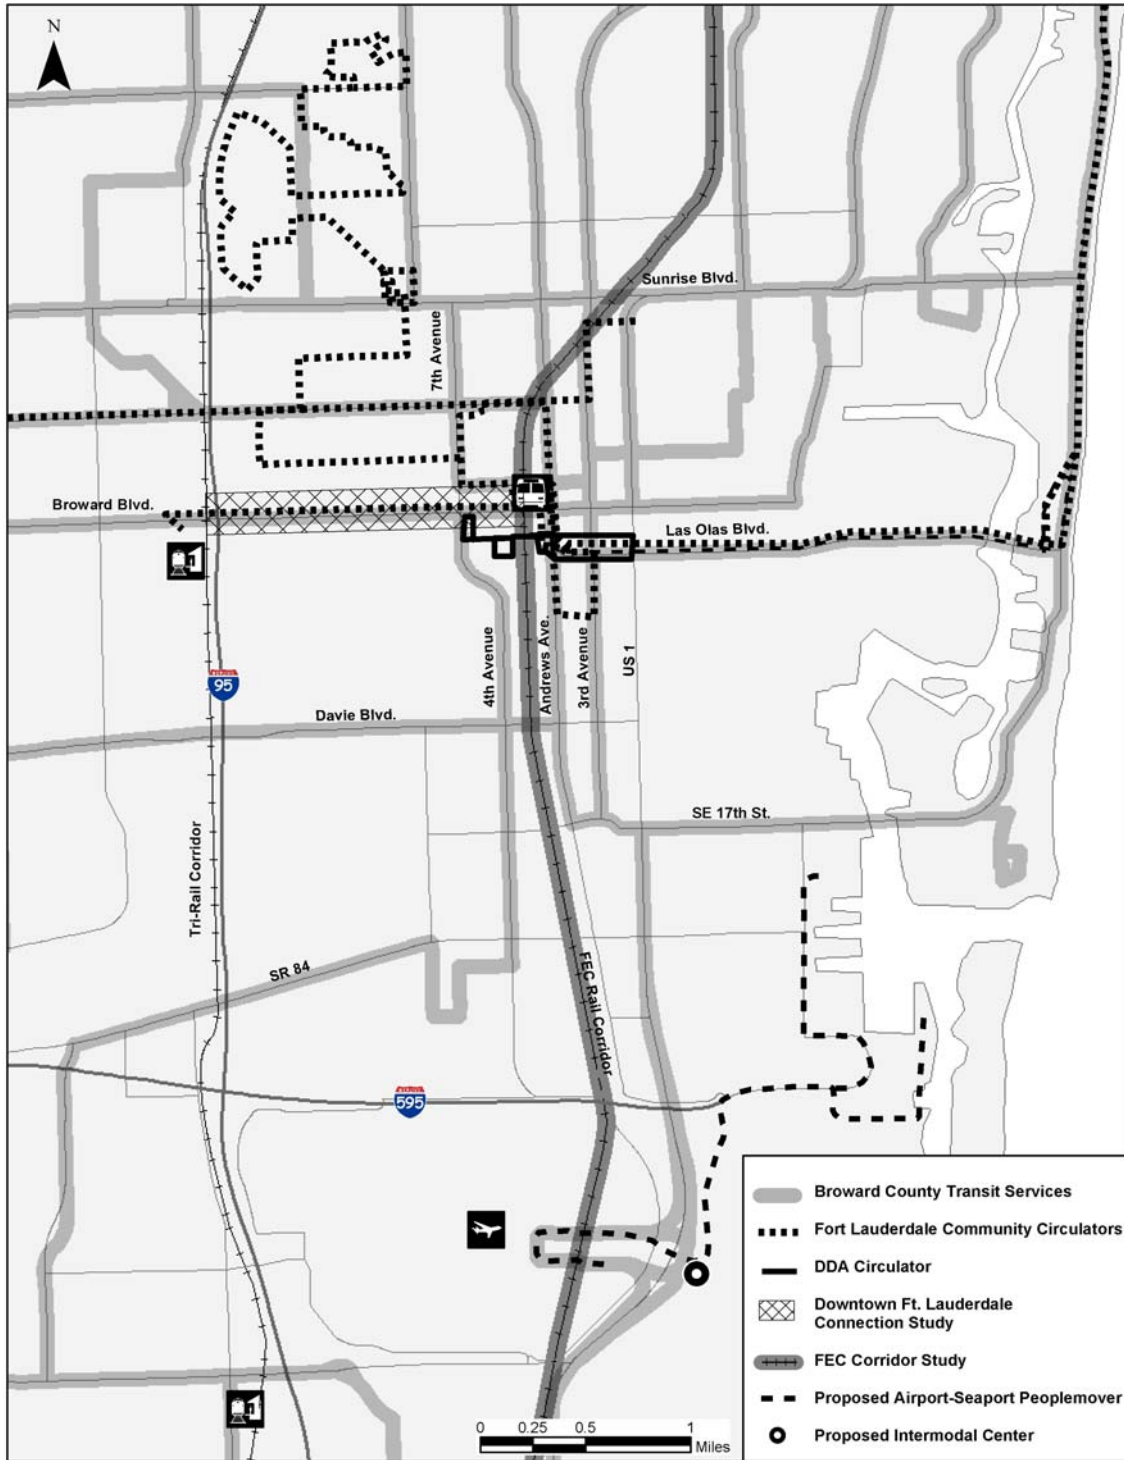 N
Sunrise Blvd.
7th Avenue
Broward Blvd.
Las Olas Blvd.
4th Avenue
Andrews Ave.
3rd Avenue
US 1
95
Davie Blvd.
SE 17th St.
Tri-Rail Corridor
SR 84
FEC Rail Corridor
595
Broward County Transit Services
Fort Lauderdale Community Circulators
DDA Circulator
Downtown Ft. Lauderdale
Connection Study
FEC Corridor Study
Proposed Airport-Seaport Peoplemover
Proposed Intermodal Center
0 0.25 0.5 1
Miles